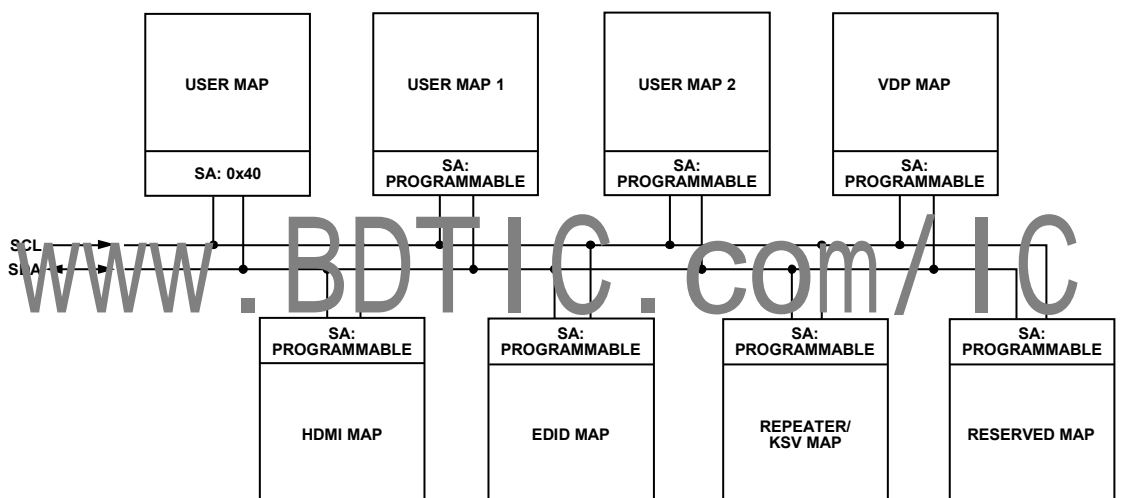 USER MAP
USER MAP 1
USER MAP 2
VDP MAP
SA: 0x40
SA:
PROGRAMMABLE
SA:
PROGRAMMABLE
SA:
PROGRAMMABLE
SCL
SDA
www.BDTIC.com/IC
SA:
PROGRAMMABLE
SA:
PROGRAMMABLE
SA:
PROGRAMMABLE
SA:
PROGRAMMABLE
HDMI MAP
EDID MAP
REPEATER/
KSV MAP
RESERVED MAP